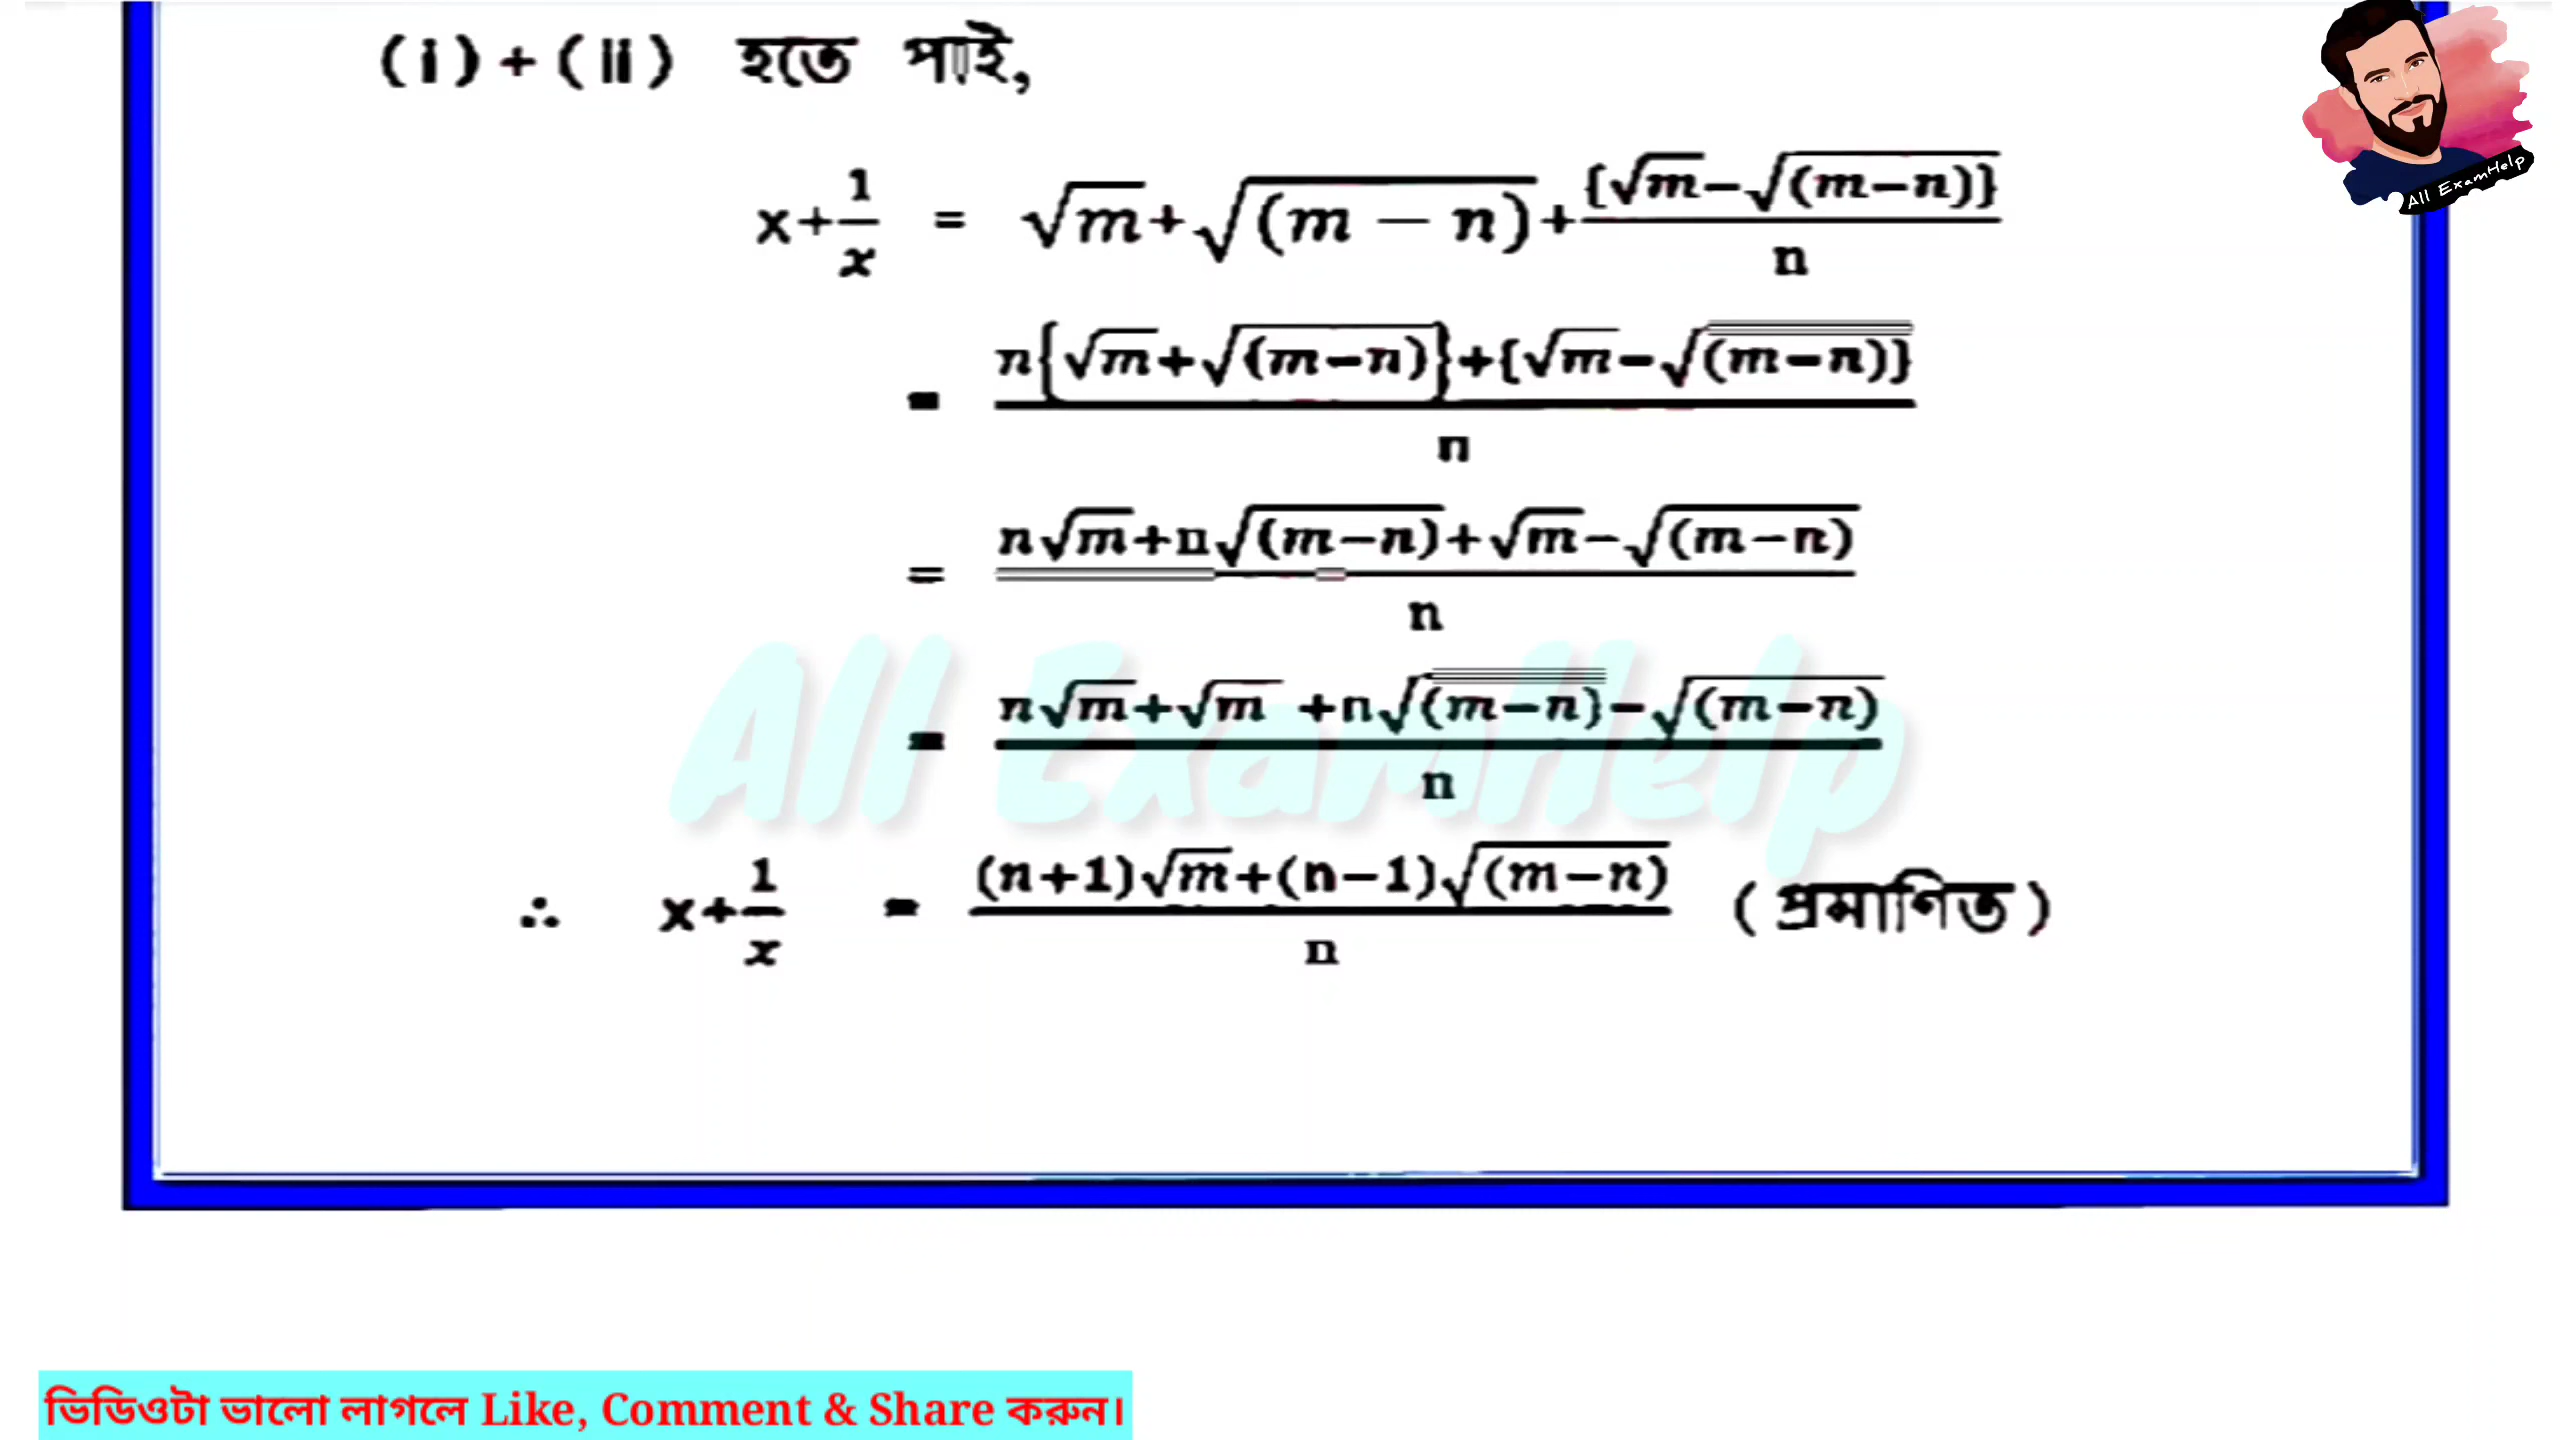 (i)+(ii) হতে পাই,
x+1/x = √m+√(m − n)+{√m−√(m−n)}/n
= n{√m+√(m−n)}+{√m−√(m−n)}/n
= n√m+n√(m−n)+√m−√(m−n)/n
= n√m+√m +n√(m−n)−√(m−n)/n
∴ x+1/x = (n+1)√m+(n−1)√(m−n)/n (প্রমাণিত)
All ExamHelp
All ExamHelp
ভিডিওটা ভালো লাগলে Like, Comment & Share করুন।